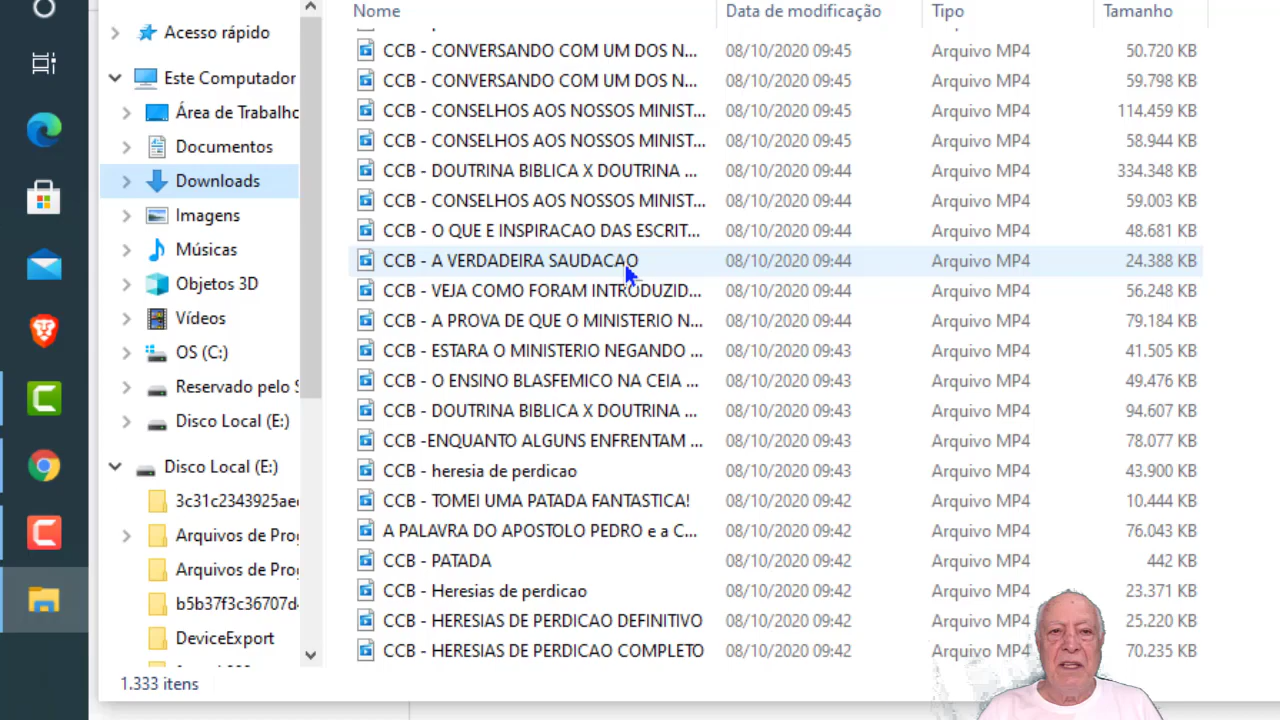 Nome Data de modificação Tipo Tamanho
Acesso rápido
Este Computador
Área de Trabalho
Documentos
Downloads
Imagens
Músicas
Objetos 3D
Vídeos
OS (C:)
Reservado pelo S
Disco Local (E:)
Disco Local (E:)
3c31c2343925ae
Arquivos de Pro
Arquivos de Pro
b5b37f3c36707d
DeviceExport
CCB - CONVERSANDO COM UM DOS N... 08/10/2020 09:45 Arquivo MP4 50.720 KB
CCB - CONVERSANDO COM UM DOS N... 08/10/2020 09:45 Arquivo MP4 59.798 KB
CCB - CONSELHOS AOS NOSSOS MINIST... 08/10/2020 09:45 Arquivo MP4 114.459 KB
CCB - CONSELHOS AOS NOSSOS MINIST... 08/10/2020 09:45 Arquivo MP4 58.944 KB
CCB - DOUTRINA BIBLICA X DOUTRINA ... 08/10/2020 09:44 Arquivo MP4 334.348 KB
CCB - CONSELHOS AOS NOSSOS MINIST... 08/10/2020 09:44 Arquivo MP4 59.003 KB
CCB - O QUE E INSPIRACAO DAS ESCRIT... 08/10/2020 09:44 Arquivo MP4 48.681 KB
CCB - A VERDADEIRA SAUDACAO 08/10/2020 09:44 Arquivo MP4 24.388 KB
CCB - VEJA COMO FORAM INTRODUZID... 08/10/2020 09:44 Arquivo MP4 56.248 KB
CCB - A PROVA DE QUE O MINISTERIO N... 08/10/2020 09:44 Arquivo MP4 79.184 KB
CCB - ESTARA O MINISTERIO NEGANDO ... 08/10/2020 09:43 Arquivo MP4 41.505 KB
CCB - O ENSINO BLASFEMICO NA CEIA ... 08/10/2020 09:43 Arquivo MP4 49.476 KB
CCB - DOUTRINA BIBLICA X DOUTRINA ... 08/10/2020 09:43 Arquivo MP4 94.607 KB
CCB -ENQUANTO ALGUNS ENFRENTAM ... 08/10/2020 09:43 Arquivo MP4 78.077 KB
CCB - heresia de perdicao 08/10/2020 09:43 Arquivo MP4 43.900 KB
CCB - TOMEI UMA PATADA FANTASTICA! 08/10/2020 09:42 Arquivo MP4 10.444 KB
A PALAVRA DO APOSTOLO PEDRO e a C... 08/10/2020 09:42 Arquivo MP4 76.043 KB
CCB - PATADA 08/10/2020 09:42 Arquivo MP4 442 KB
CCB - Heresias de perdicao 08/10/2020 09:42 Arquivo MP4 23.371 KB
CCB - HERESIAS DE PERDICAO DEFINITIVO 08/10/2020 09:42 Arquivo MP4 25.220 KB
CCB - HERESIAS DE PERDICAO COMPLETO 08/10/2020 09:42 Arquivo MP4 70.235 KB
1.333 itens